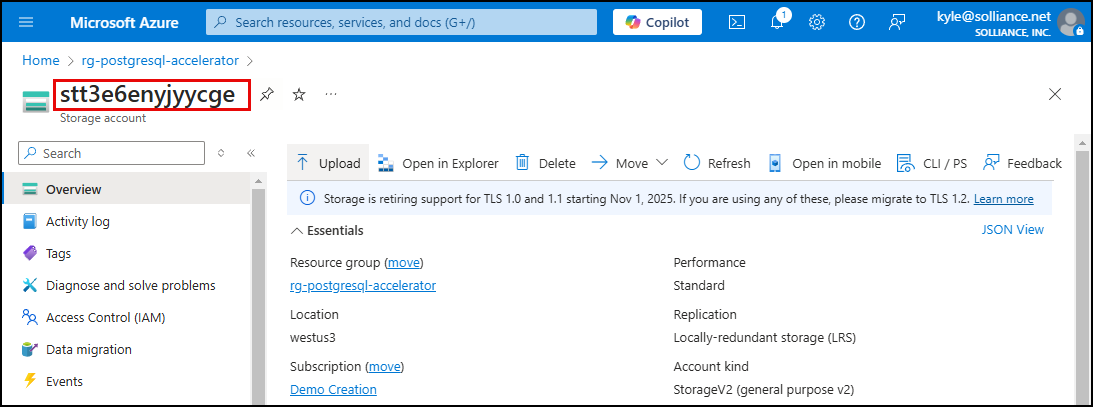 Microsoft Azure
Search resources, services, and docs (G+/)
Copilot
1
kyle@solliance.net
SOLLIANCE, INC.
Home > rg-postgresql-accelerator >
stt3e6enyjyycge
Storage account
Search
Upload
Open in Explorer
Delete
Move
Refresh
Open in mobile
CLI / PS
Feedback
Overview
Activity log
Tags
Diagnose and solve problems
Access Control (IAM)
Data migration
Events
Storage is retiring support for TLS 1.0 and 1.1 starting Nov 1, 2025. If you are using any of these, please migrate to TLS 1.2. Learn more
Essentials
JSON View
Resource group (move)
rg-postgresql-accelerator
Location
westus3
Subscription (move)
Demo Creation
Performance
Standard
Replication
Locally-redundant storage (LRS)
Account kind
StorageV2 (general purpose v2)